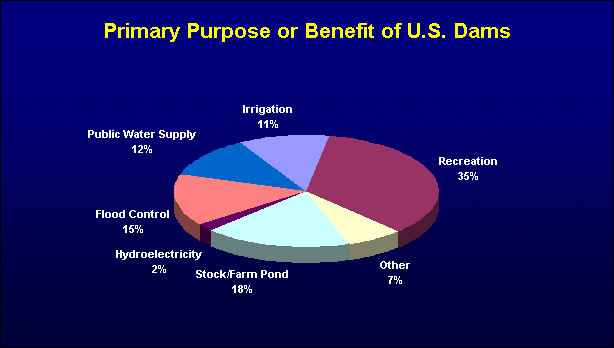 Primary Purpose or Benefit of U.S. Dams
Irrigation
11%
Public Water Supply
12%
Recreation
35%
Flood Control
15%
Hydroelectricity
2%
Stock/Farm Pond
18%
Other
7%